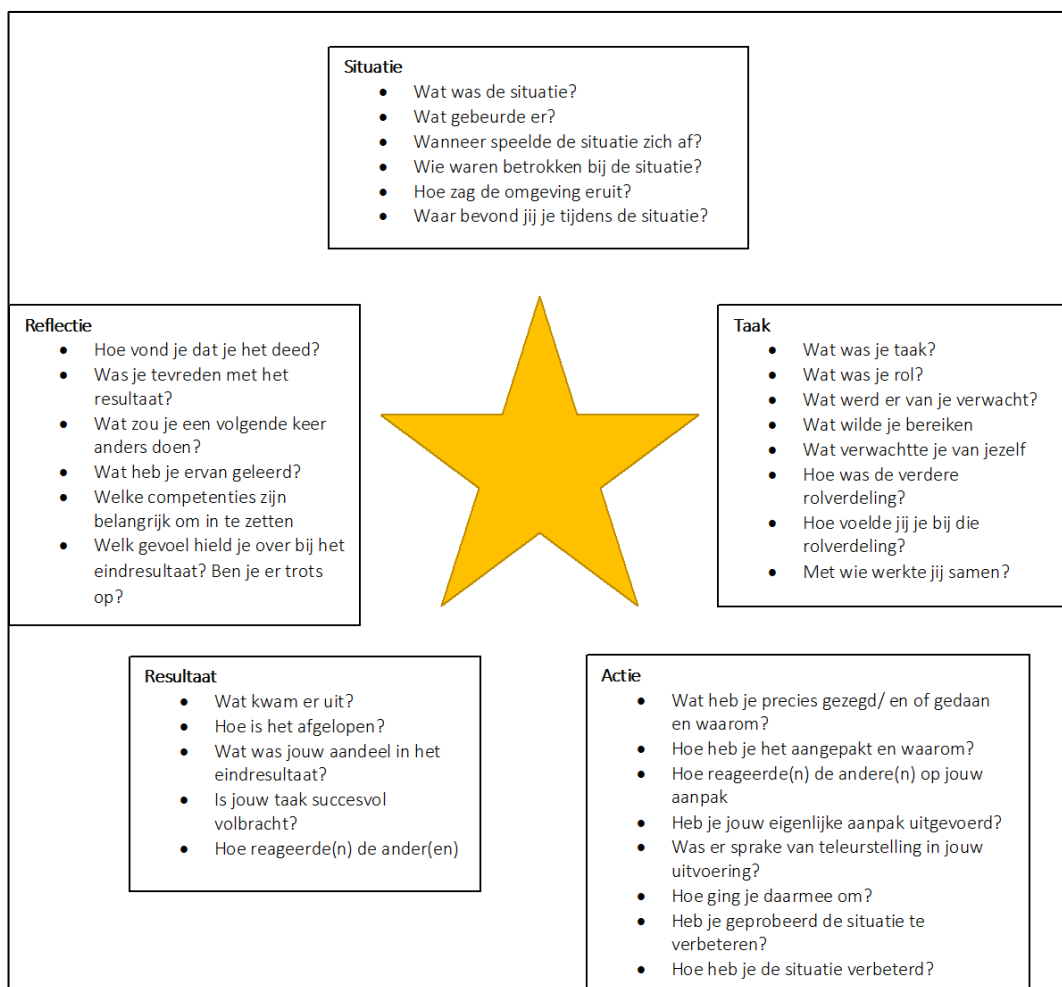 Situatie
• Wat was de situatie?
• Wat gebeurde er?
• Wanneer speelde de situatie zich af?
• Wie waren betrokken bij de situatie?
• Hoe zag de omgeving eruit?
• Waar bevond jij je tijdens de situatie?
Taak
• Wat was je taak?
• Wat was je rol?
• Wat werd er van je verwacht?
• Wat wilde je bereiken
• Wat verwachtte je van jezelf
• Hoe was de verdere
rolverdeling?
• Hoe voelde jij je bij die
rolverdeling?
• Met wie werkte jij samen?
Actie
• Wat heb je precies gezegd/ en of gedaan
en waarom?
• Hoe heb je het aangepakt en waarom?
• Hoe reageerde(n) de andere(n) op jouw
aanpak
• Heb je jouw eigenlijke aanpak uitgevoerd?
• Was er sprake van teleurstelling in jouw
uitvoering?
• Hoe ging je daarmee om?
• Heb je geprobeerd de situatie te
verbeteren?
• Hoe heb je de situatie verbeterd?
Resultaat
• Wat kwam er uit?
• Hoe is het afgelopen?
• Wat was jouw aandeel in het
eindresultaat?
• Is jouw taak succesvol
volbracht?
• Hoe reageerde(n) de ander(en)
Reflectie
• Hoe vond je dat je het deed?
• Was je tevreden met het
resultaat?
• Wat zou je een volgende keer
anders doen?
• Wat heb je ervan geleerd?
• Welke competenties zijn
belangrijk om in te zetten
• Welk gevoel hield je over bij het
eindresultaat? Ben je er trots
op?